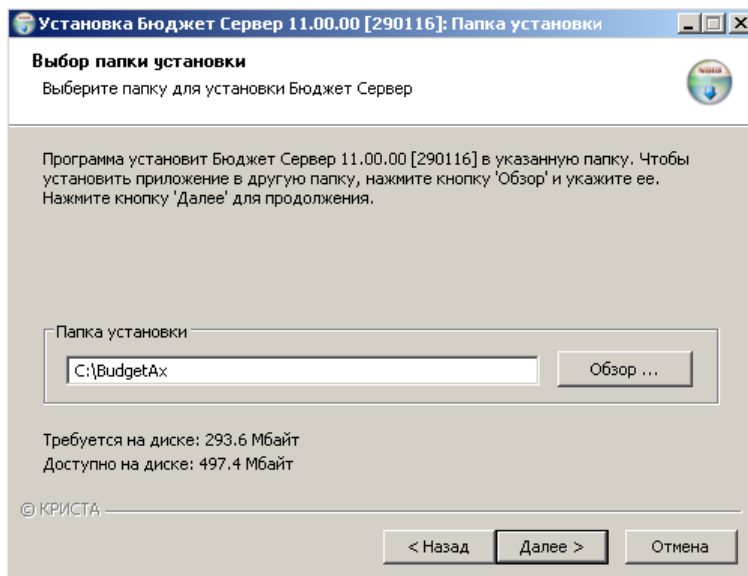 Установка Бюджет Сервер 11.00.00 [290116]: Папка установки
Выбор папки установки
Выберите папку для установки Бюджет Сервер
Программа установит Бюджет Сервер 11.00.00 [290116] в указанную папку. Чтобы
установить приложение в другую папку, нажмите кнопку 'Обзор' и укажите ее.
Нажмите кнопку 'Далее' для продолжения.
Папка установки
C:\BudgetAx
Обзор ...
Требуется на диске: 293.6 Мбайт
Доступно на диске: 497.4 Мбайт
© КРИСТА
< Назад
Далее >
Отмена